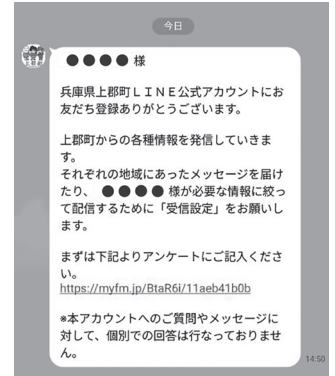 今日
●●●● 様
兵庫県上郡町ＬＩＮＥ公式アカウントにお
友だち登録ありがとうございます。
上郡町からの各種情報を発信していきま
す。
それぞれの地域にあったメッセージを届け
たり、 ●●●● 様が必要な情報に絞っ
て配信するために「受信設定」をお願いし
ます。
まずは下記よりアンケートにご記入くださ
い。
https://myfm.jp/BtaR6i/11aeb41b0b
※本アカウントへのご質問やメッセージに
対して、個別での回答は行なっておりませ
ん。
14:50